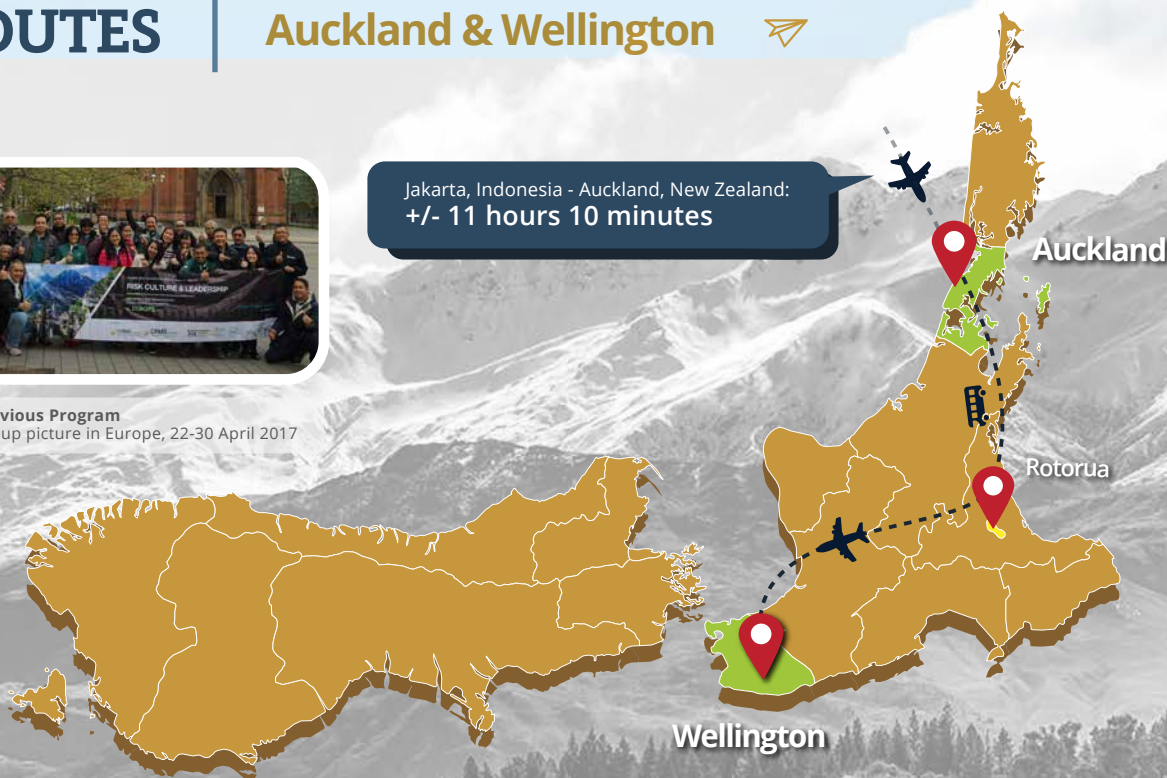 OUTES
Auckland & Wellington
Jakarta, Indonesia - Auckland, New Zealand:
+/- 11 hours 10 minutes
Auckland
RISK CULTURE & LEADERSHIP
vious Program
up picture in Europe, 22-30 April 2017
Rotorua
Wellington